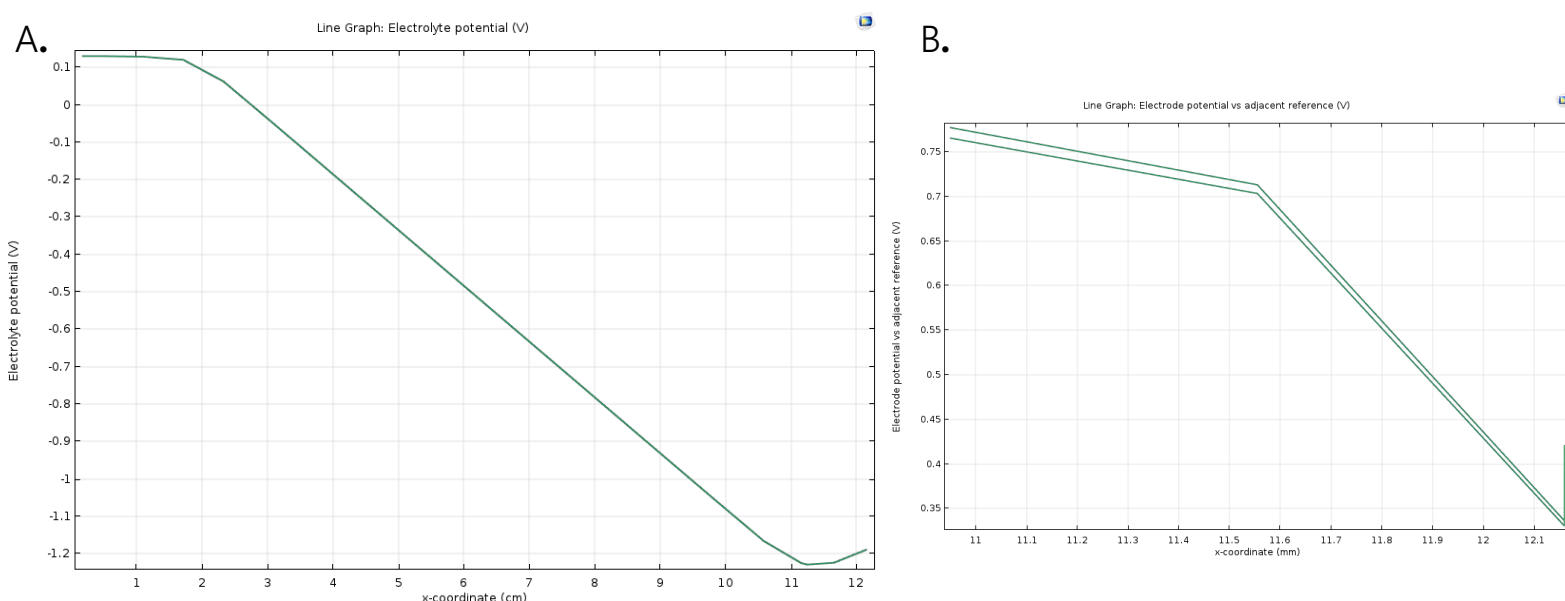 A.
Line Graph: Electrolyte potential (V)
Electrolyte potential (V)
0.1
0
-0.1
-0.2
-0.3
-0.4
-0.5
-0.6
-0.7
-0.8
-0.9
-1
-1.1
-1.2
1 2 3 4 5 6 7 8 9 10 11 12
x-coordinate (cm)
B.
Line Graph: Electrode potential vs adjacent reference (V)
Electrode potential vs adjacent reference (V)
0.75
0.7
0.65
0.6
0.55
0.5
0.45
0.4
0.35
11 11.1 11.2 11.3 11.4 11.5 11.6 11.7 11.8 11.9 12 12.1
x-coordinate (mm)